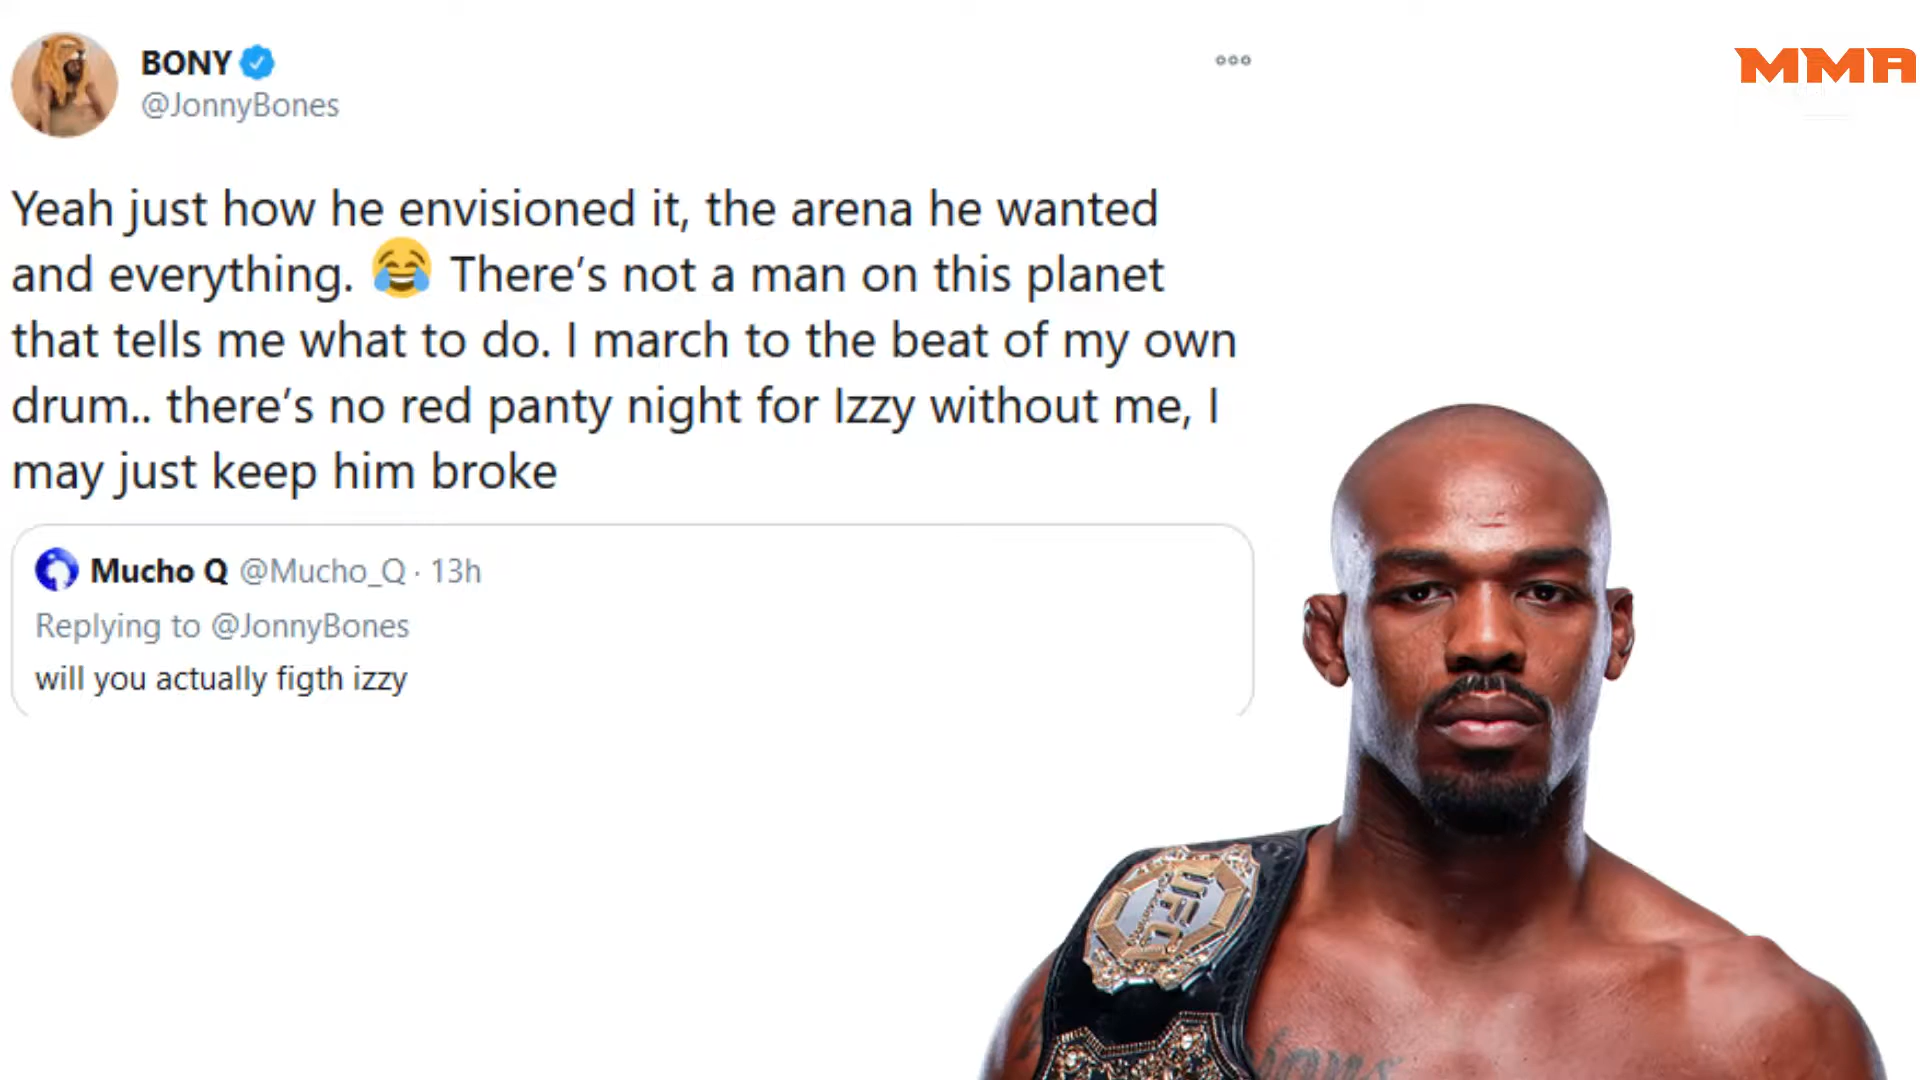 BONY
@JonnyBones
MMA
Yeah just how he envisioned it, the arena he wanted
and everything. 😂 There’s not a man on this planet
that tells me what to do. I march to the beat of my own
drum.. there’s no red panty night for Izzy without me, I
may just keep him broke
Mucho Q @Mucho_Q · 13h
Replying to @JonnyBones
will you actually figth izzy
UFC